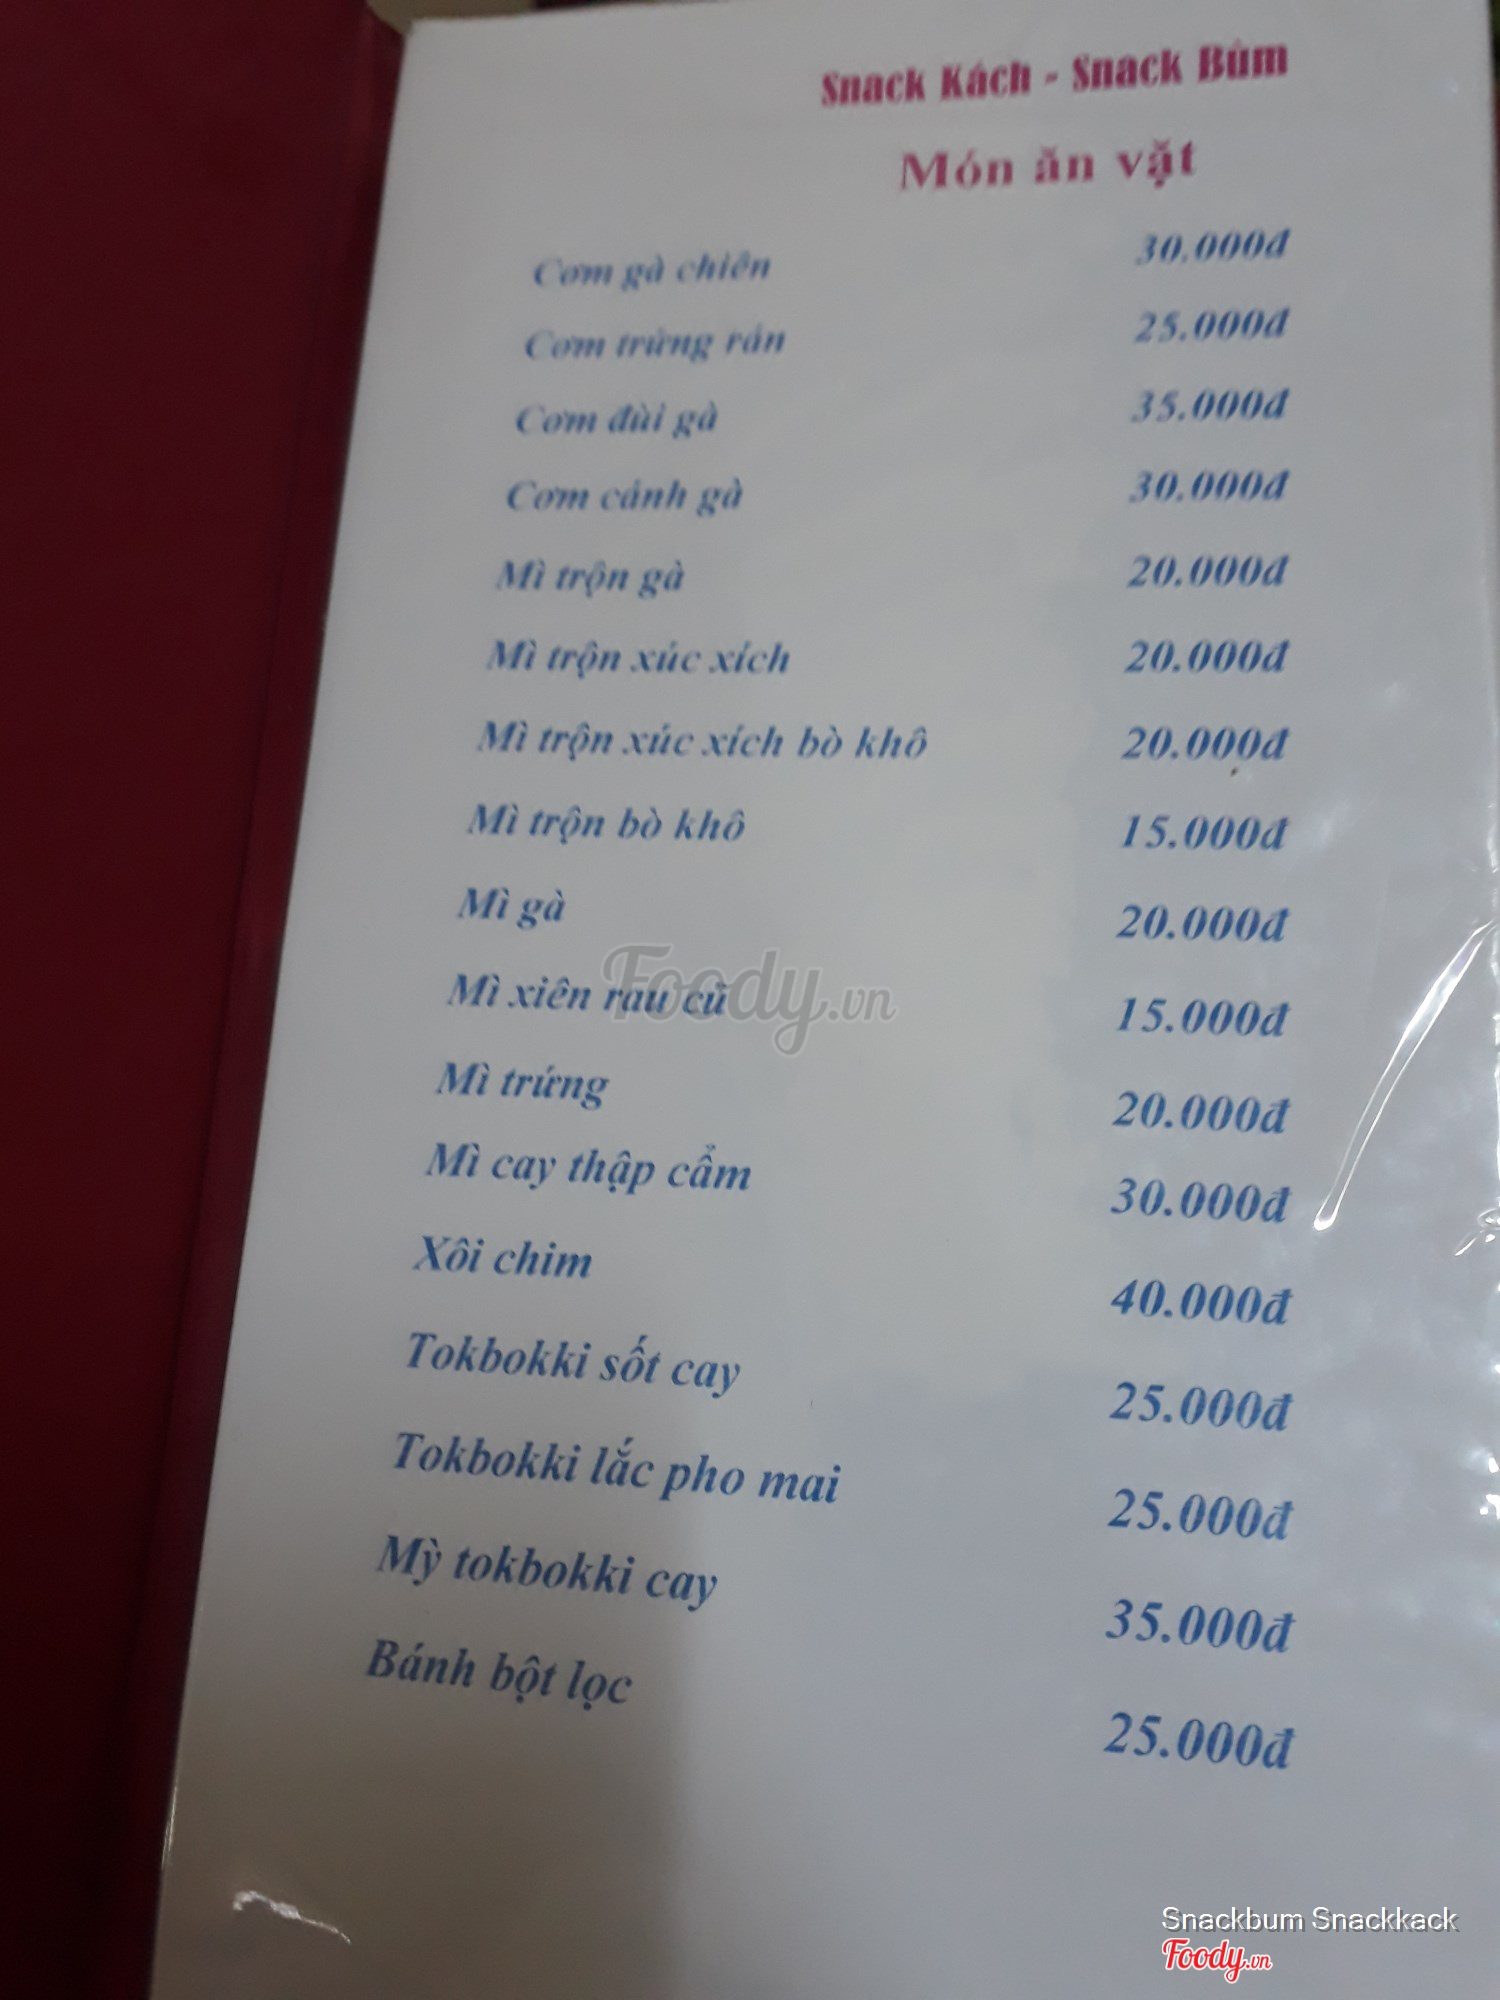 Snack Kách - Snack Bùm
Món ăn vặt
Cơm gà chiên 30.000đ
Cơm trứng rán 25.000đ
Cơm đùi gà 35.000đ
Cơm cánh gà 30.000đ
Mì trộn gà 20.000đ
Mì trộn xúc xích 20.000đ
Mì trộn xúc xích bò khô 20.000đ
Mì trộn bò khô 15.000đ
Mì gà 20.000đ
Mì xiên rau củ 15.000đ
Mì trứng 20.000đ
Mì cay thập cẩm 30.000đ
Xôi chim 40.000đ
Tokbokki sốt cay 25.000đ
Tokbokki lắc pho mai 25.000đ
Mỳ tokbokki cay 35.000đ
Bánh bột lọc 25.000đ
Foody.vn
Snackbum Snackkack
Foody.vn